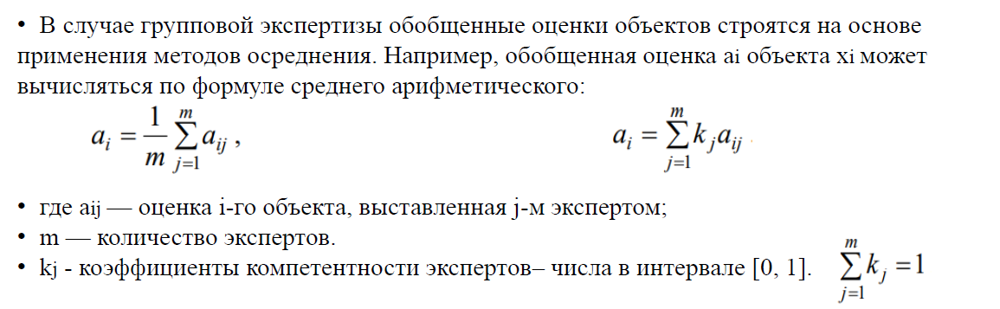 • В случае групповой экспертизы обобщенные оценки объектов строятся на основе
применения методов осреднения. Например, обобщенная оценка ai объекта xi может
вычисляться по формуле среднего арифметического:
a_i = \frac{1}{m} \sum_{j=1}^{m} a_{ij} , a_i = \sum_{j=1}^{m} k_j a_{ij}
• где aij — оценка i-го объекта, выставленная j-м экспертом;
• m — количество экспертов.
• kj - коэффициенты компетентности экспертов– числа в интервале [0, 1]. \sum_{j=1}^{m} k_j = 1